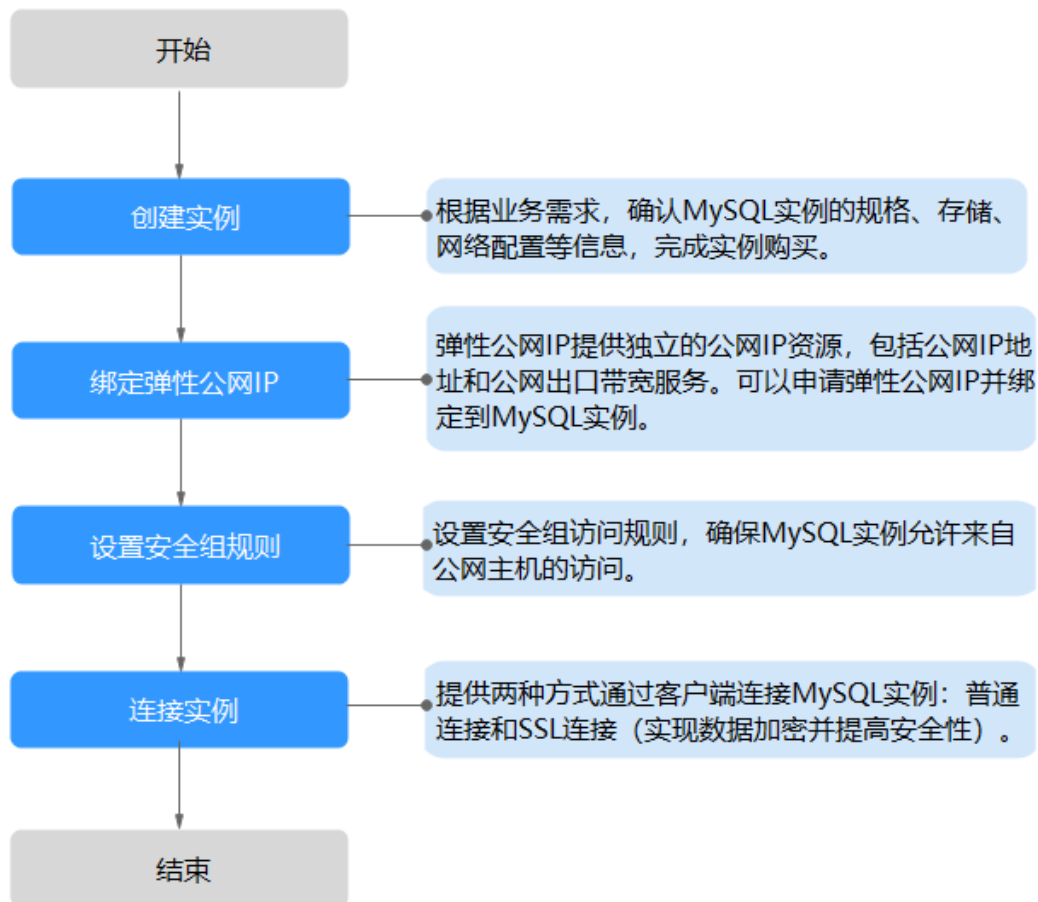 开始
创建实例
根据业务需求，确认MySQL实例的规格、存储、
网络配置等信息，完成实例购买。
绑定弹性公网IP
弹性公网IP提供独立的公网IP资源，包括公网IP地
址和公网出口带宽服务。可以申请弹性公网IP并绑
定到MySQL实例。
设置安全组规则
设置安全组访问规则，确保MySQL实例允许来自
公网主机的访问。
连接实例
提供两种方式通过客户端连接MySQL实例：普通
连接和SSL连接（实现数据加密并提高安全性）。
结束